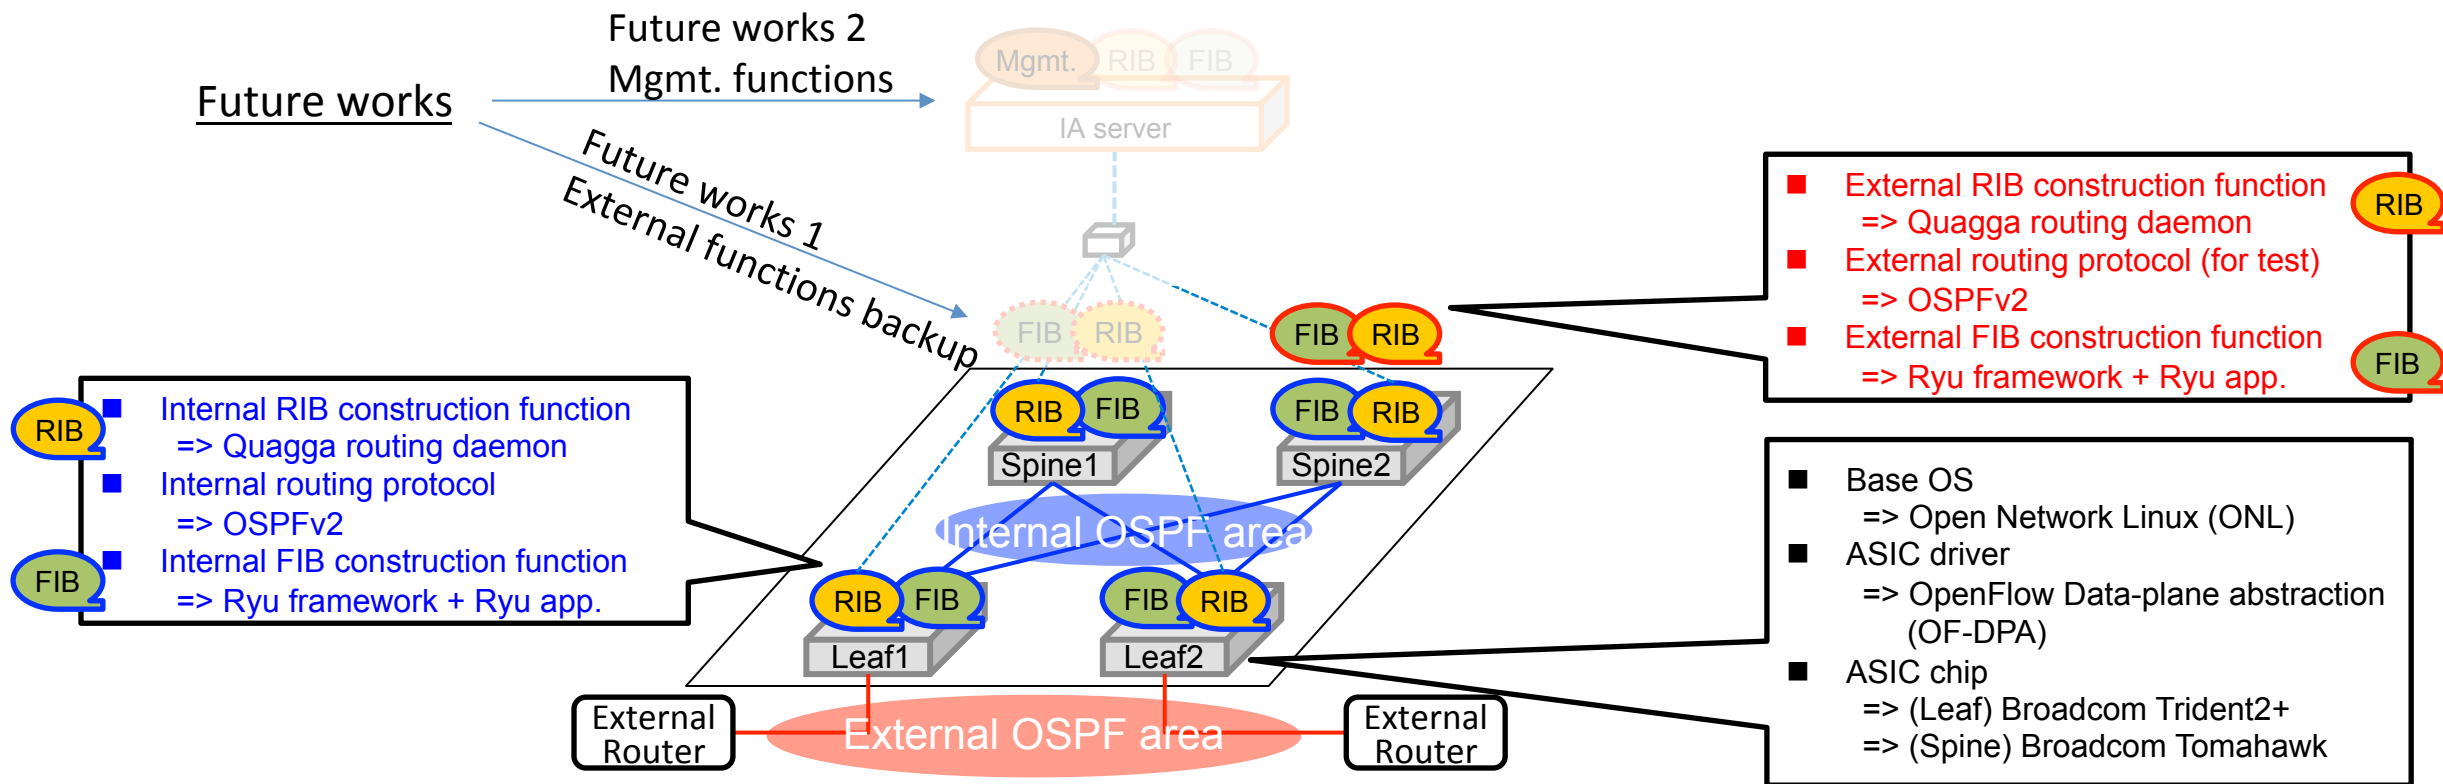 Future works 2
Mgmt. functions
Future works
Future works 1
External functions backup
Mgmt.
RIB
FIB
IA server
■ External RIB construction function
=> Quagga routing daemon
■ External routing protocol (for test)
=> OSPFv2
■ External FIB construction function
=> Ryu framework + Ryu app.
RIB
FIB
FIB
RIB
FIB
RIB
RIB
FIB
■ Internal RIB construction function
=> Quagga routing daemon
■ Internal routing protocol
=> OSPFv2
■ Internal FIB construction function
=> Ryu framework + Ryu app.
RIB
FIB
Spine1
FIB
RIB
Spine2
Internal OSPF area
RIB
FIB
Leaf1
FIB
RIB
Leaf2
■ Base OS
=> Open Network Linux (ONL)
■ ASIC driver
=> OpenFlow Data-plane abstraction
(OF-DPA)
■ ASIC chip
=> (Leaf) Broadcom Trident2+
=> (Spine) Broadcom Tomahawk
External
Router
External OSPF area
External
Router